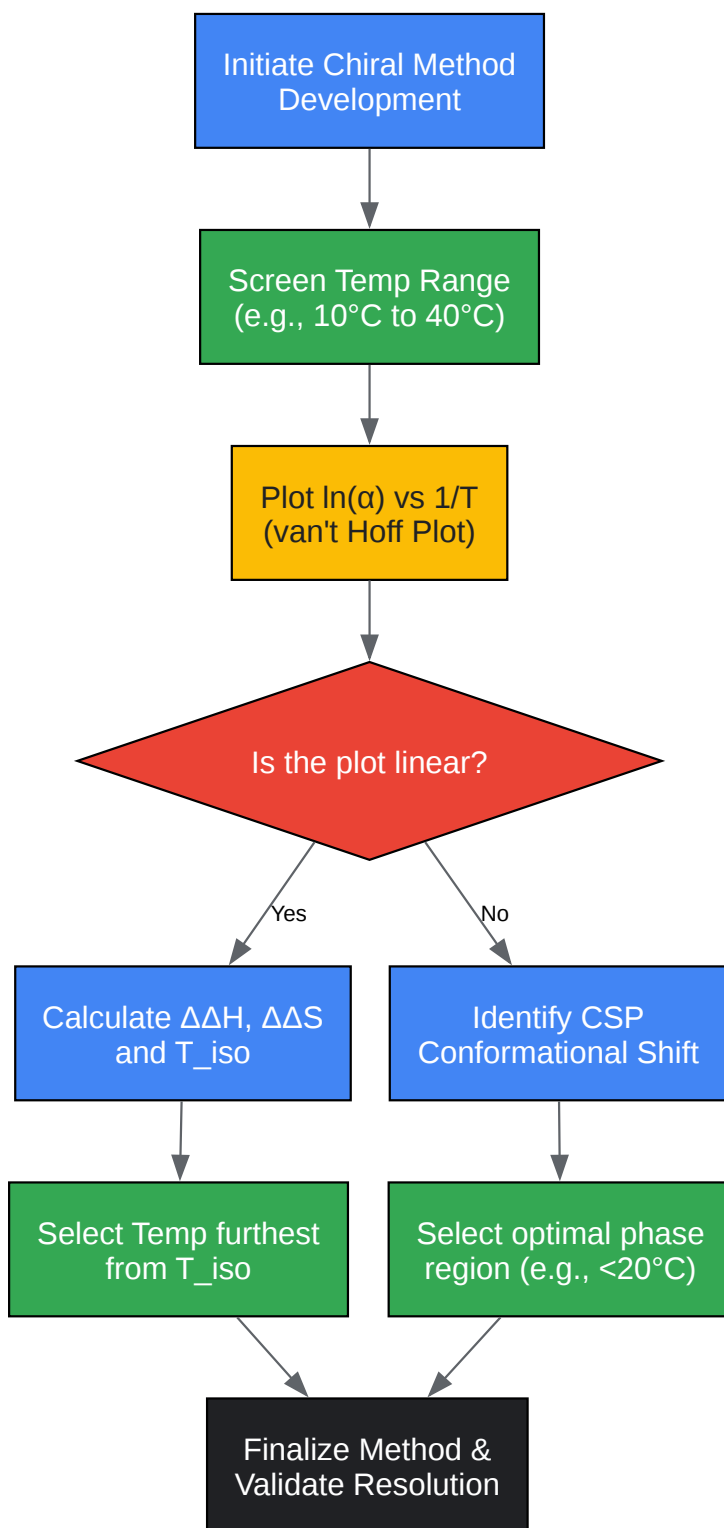 Initiate Chiral Method
Development
Screen Temp Range
(e.g., 10°C to 40°C)
Plot ln(α) vs 1/T
(van't Hoff Plot)
Is the plot linear?
Yes
No
Calculate ΔΔH, ΔΔS
and T_iso
Identify CSP
Conformational Shift
Select Temp furthest
from T_iso
Select optimal phase
region (e.g., <20°C)
Finalize Method &
Validate Resolution